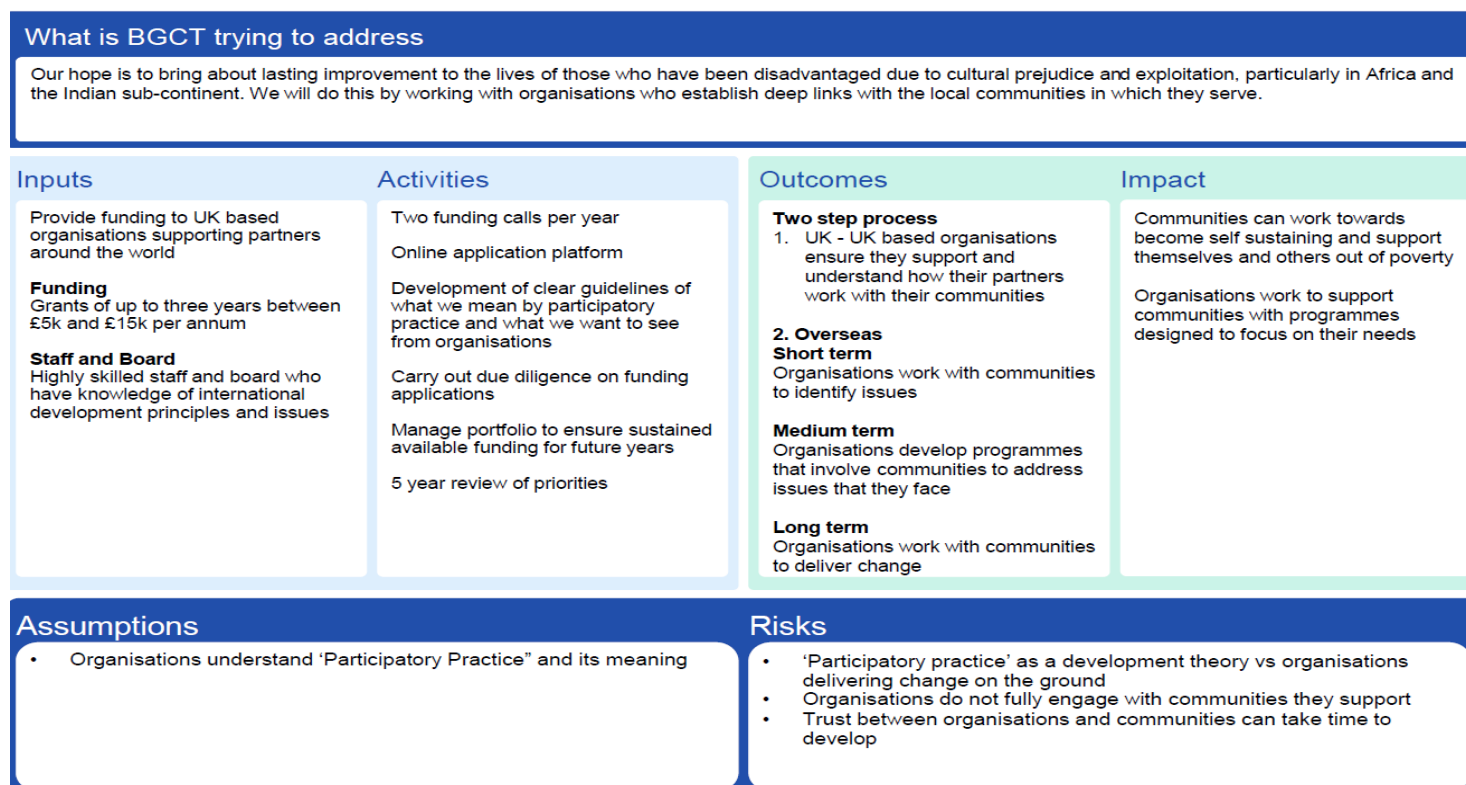 What is BGCT trying to address
Our hope is to bring about lasting improvement to the lives of those who have been disadvantaged due to cultural prejudice and exploitation, particularly in Africa and
the Indian sub-continent. We will do this by working with organisations who establish deep links with the local communities in which they serve.
Inputs
Provide funding to UK based
organisations supporting partners
around the world
Funding
Grants of up to three years between
£5k and £15k per annum
Staff and Board
Highly skilled staff and board who
have knowledge of international
development principles and issues
Activities
Two funding calls per year
Online application platform
Development of clear guidelines of
what we mean by participatory
practice and what we want to see
from organisations
Carry out due diligence on funding
applications
Manage portfolio to ensure sustained
available funding for future years
5 year review of priorities
Outcomes
Two step process
1. UK - UK based organisations
ensure they support and
understand how their partners
work with their communities
2. Overseas
Short term
Organisations work with communities
to identify issues
Medium term
Organisations develop programmes
that involve communities to address
issues that they face
Long term
Organisations work with communities
to deliver change
Impact
Communities can work towards
become self sustaining and support
themselves and others out of poverty
Organisations work to support
communities with programmes
designed to focus on their needs
Assumptions
• Organisations understand ‘Participatory Practice” and its meaning
Risks
• ‘Participatory practice’ as a development theory vs organisations
delivering change on the ground
• Organisations do not fully engage with communities they support
• Trust between organisations and communities can take time to
develop